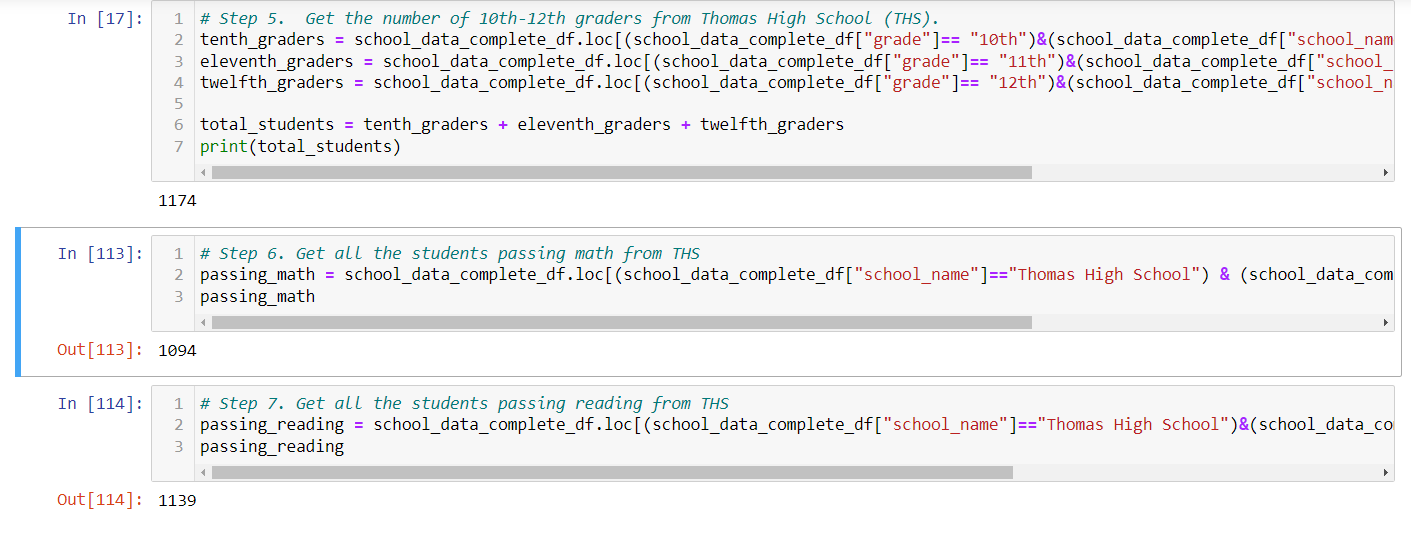 In [17]:
1 # Step 5.  Get the number of 10th-12th graders from Thomas High School (THS).
2 tenth_graders = school_data_complete_df.loc[(school_data_complete_df["grade"]== "10th")&(school_data_complete_df["school_nam
3 eleventh_graders = school_data_complete_df.loc[(school_data_complete_df["grade"]== "11th")&(school_data_complete_df["school_
4 twelfth_graders = school_data_complete_df.loc[(school_data_complete_df["grade"]== "12th")&(school_data_complete_df["school_n
5
6 total_students = tenth_graders + eleventh_graders + twelfth_graders
7 print(total_students)
1174
In [113]:
1 # Step 6. Get all the students passing math from THS
2 passing_math = school_data_complete_df.loc[(school_data_complete_df["school_name"]=="Thomas High School") & (school_data_com
3 passing_math
Out[113]: 1094
In [114]:
1 # Step 7. Get all the students passing reading from THS
2 passing_reading = school_data_complete_df.loc[(school_data_complete_df["school_name"]=="Thomas High School")&(school_data_co
3 passing_reading
Out[114]: 1139